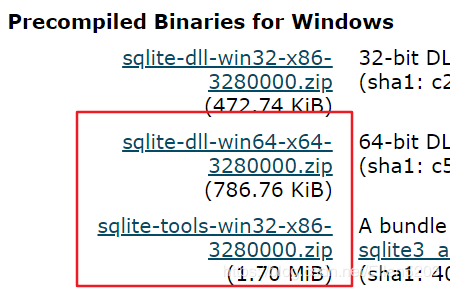 Precompiled Binaries for Windows
sqlite-dll-win32-x86- 32-bit DL
3280000.zip (sha1: c2
(472.74 KiB)
sqlite-dll-win64-x64- 64-bit DL
3280000.zip (sha1: c5
(786.76 KiB)
sqlite-tools-win32-x86- A bundle
3280000.zip sqlite3_a
(1.70 MiB) (sha1: 40